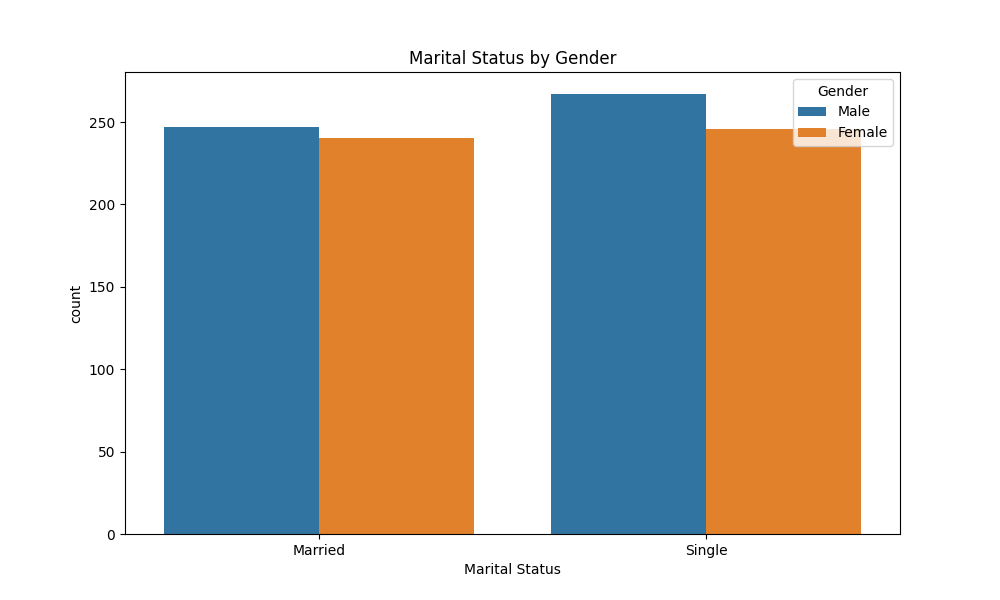 Marital Status by Gender
Gender
Male
Female
250
200
150
100
50
0
count
Married
Single
Marital Status